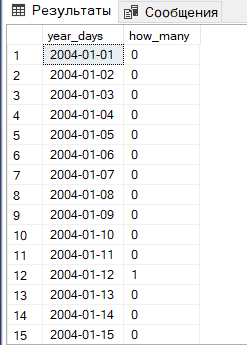 Результаты Сообщения
year_days how_many
1 2004-01-01 0
2 2004-01-02 0
3 2004-01-03 0
4 2004-01-04 0
5 2004-01-05 0
6 2004-01-06 0
7 2004-01-07 0
8 2004-01-08 0
9 2004-01-09 0
10 2004-01-10 0
11 2004-01-11 0
12 2004-01-12 1
13 2004-01-13 0
14 2004-01-14 0
15 2004-01-15 0